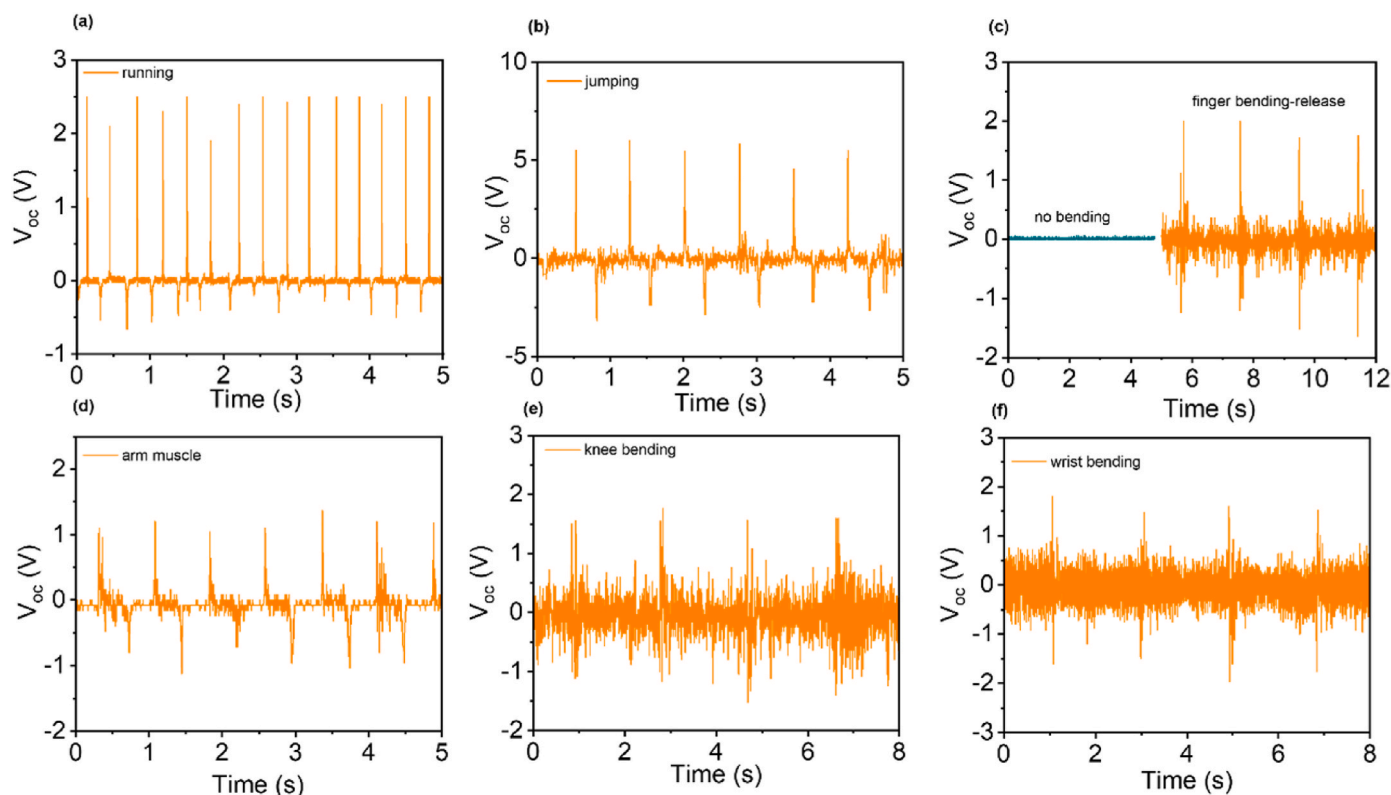 (a)
3
2
1
0
-1
V_oc (V)
running
0 1 2 3 4 5
Time (s)
(b)
10
5
0
-5
V_oc (V)
jumping
0 1 2 3 4 5
Time (s)
(c)
3
2
1
0
-1
-2
V_oc (V)
no bending
finger bending-release
0 2 4 6 8 10 12
Time (s)
(d)
2
1
0
-1
-2
V_oc (V)
arm muscle
0 1 2 3 4 5
Time (s)
(e)
3
2
1
0
-1
-2
V_oc (V)
knee bending
0 2 4 6 8
Time (s)
(f)
3
2
1
0
-1
-2
-3
V_oc (V)
wrist bending
0 2 4 6 8
Time (s)